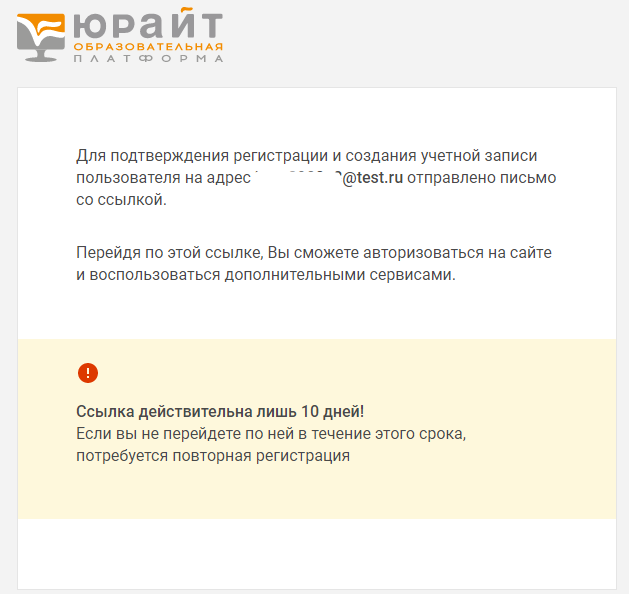 ЮРАЙТ
ОБРАЗОВАТЕЛЬНАЯ
ПЛАТФОРМА
Для подтверждения регистрации и создания учетной записи
пользователя на адрес @test.ru отправлено письмо
со ссылкой.
Перейдя по этой ссылке, Вы сможете авторизоваться на сайте
и воспользоваться дополнительными сервисами.
Ссылка действительна лишь 10 дней!
Если вы не перейдете по ней в течение этого срока,
потребуется повторная регистрация